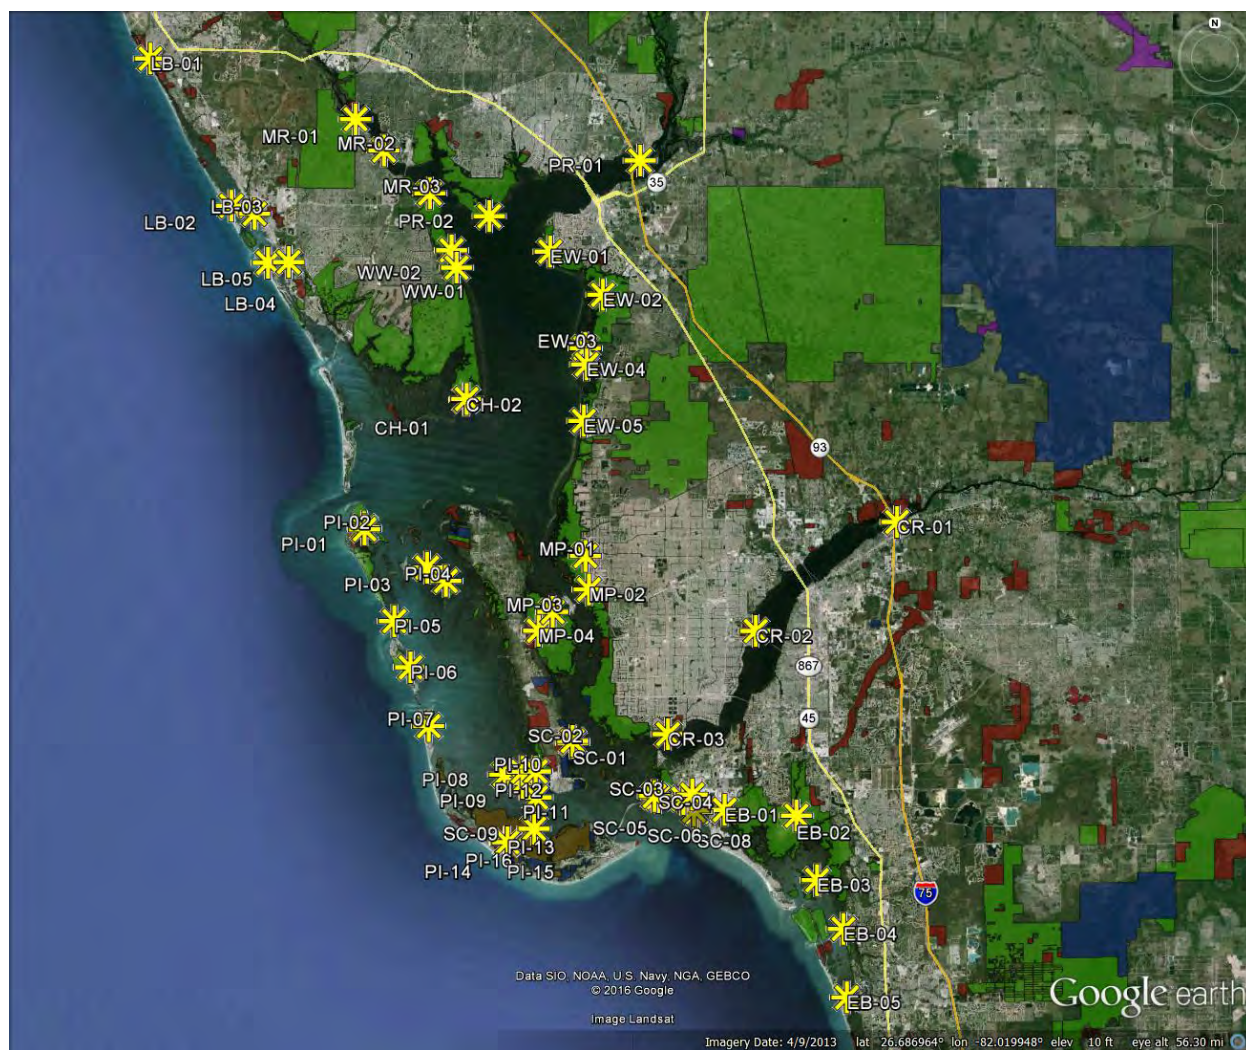 N
LB-01
MR-01
MR-02
PR-01
35
MR-03
LB-03
LB-02
PR-02
EW-01
WW-02
LB-05
WW-01
LB-04
EW-02
EW-03
EW-04
CH-02
CH-01
EW-05
93
PI-02
CR-01
PI-01
MP-01
PI-04
PI-03
MP-02
MP-03
PI-05
MP-04
CR-02
867
PI-06
PI-07
45
SC-02
CR-03
SC-01
PI-10
PI-08
PI-12
SC-03
PI-09
SC-04
PI-11
EB-01
SC-05
EB-02
SC-09
SC-06
SC-08
PI-13
PI-16
PI-14
PI-15
EB-03
75
EB-04
Data SIO, NOAA, U.S. Navy, NGA, GEBCO
© 2016 Google
Google earth
EB-05
Image Landsat
Imagery Date: 4/9/2013 lat 26.686964° lon -82.019948° elev 10 ft eye alt 56.30 mi